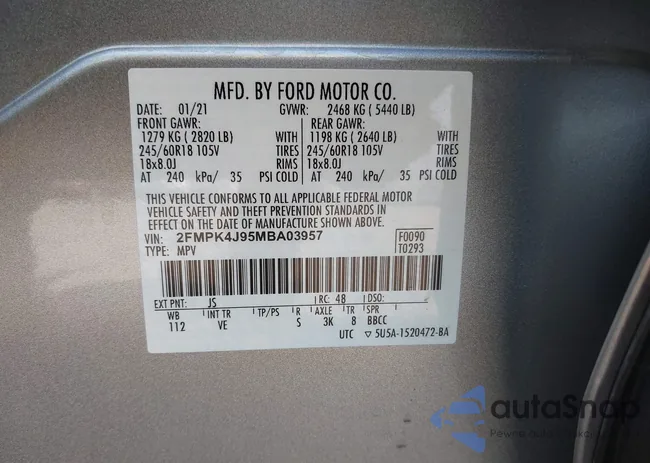 MFD. BY FORD MOTOR CO.
DATE: 01/21 GVWR: 2468 KG ( 5440 LB)
FRONT GAWR: REAR GAWR:
1279 KG ( 2820 LB) WITH 1198 KG ( 2640 LB) WITH
245/60R18 105V TIRES 245/60R18 105V TIRES
18x8.0J RIMS 18x8.0J RIMS
AT 240 kPa/ 35 PSI COLD AT 240 kPa/ 35 PSI COLD
THIS VEHICLE CONFORMS TO ALL APPLICABLE FEDERAL MOTOR
VEHICLE SAFETY AND THEFT PREVENTION STANDARDS IN
EFFECT ON THE DATE OF MANUFACTURE SHOWN ABOVE.
VIN: 2FMPK4J95MBA03957 F0090
TYPE: MPV T0293
EXT PNT: JS RC: 48 DSO:
WB INT TR TP/PS R AXLE TR SPR
112 VE S 3K 8 BBCC
UTC ▽ 5U5A-1520472-BA
autaSnap